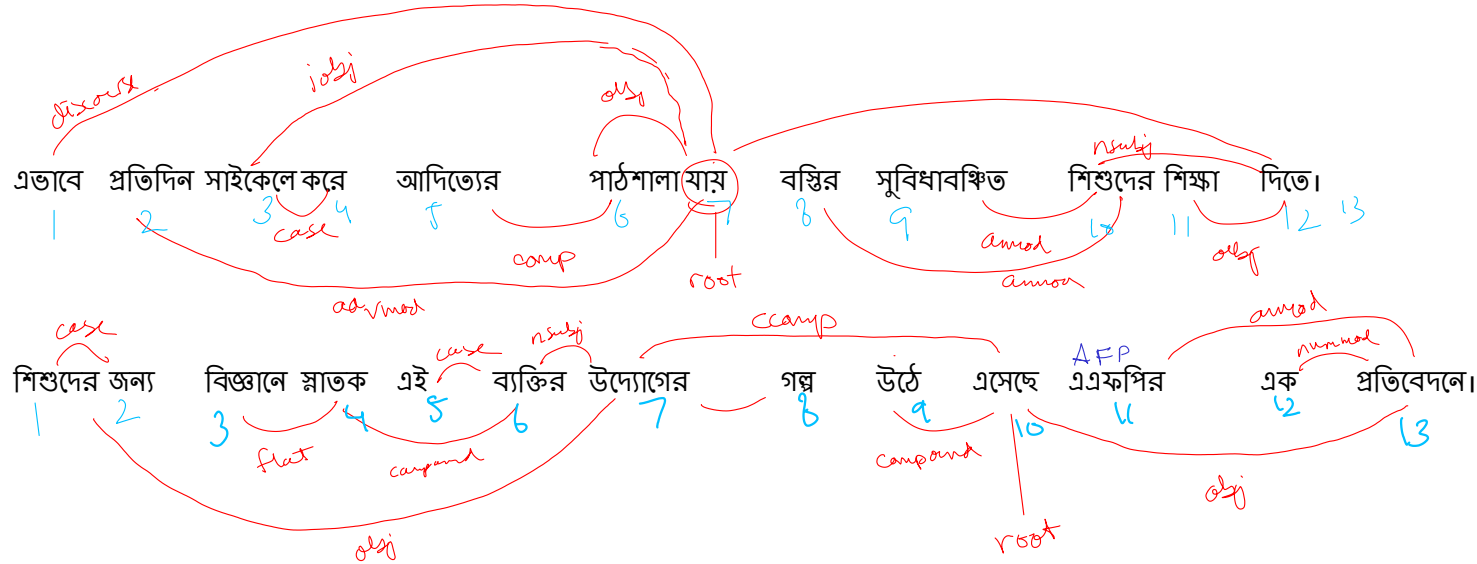 discourse iobj obj nsubj
এভাবে প্রতিদিন সাইকেলে করে আদিত্যের পাঠশালা যায় বস্তির সুবিধাবঞ্চিত শিশুদের শিক্ষা দিতে।
1 2 3 4 5 6 7 8 9 10 11 12 13
case comp amod obj
advmod root amod
case nsubj case ccomp amod nummod AFP
শিশুদের জন্য বিজ্ঞানে স্নাতক এই ব্যক্তির উদ্যোগের গল্প উঠে এসেছে এএফপির এক প্রতিবেদনে।
1 2 3 4 5 6 7 8 9 10 11 12 13
flat compound compound obj
obj root